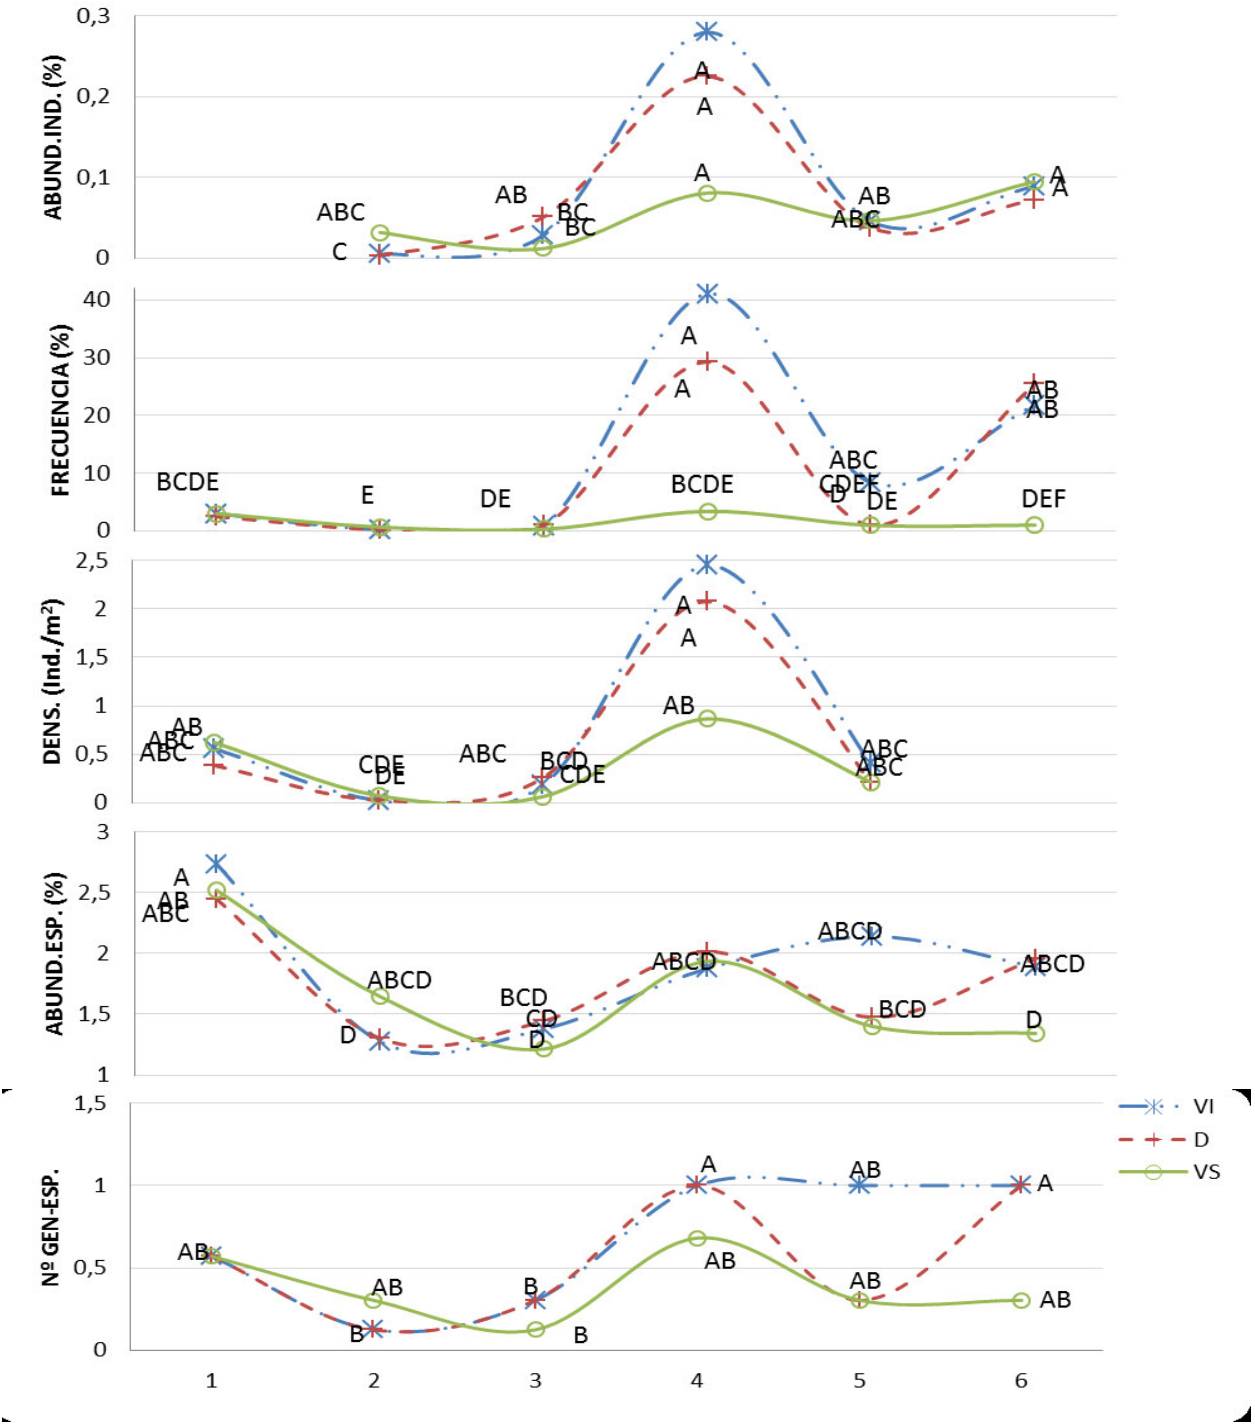 ABUND.IND. (%)
0,3
0,2
0,1
0
ABC
C
AB
BC
BC
A
A
A
AB
ABC
A
A
FRECUENCIA (%)
40
30
20
10
0
BCDE
E
DE
A
A
BCDE
ABC
CDEF
D
DE
AB
AB
DEF
DENS. (Ind./m²)
2,5
2
1,5
1
0,5
0
AB
ABC
ABC
CDE
DE
ABC
BCD
CDE
A
A
AB
ABC
ABC
ABUND.ESP. (%)
3
2,5
2
1,5
1
A
AB
ABC
ABCD
D
BCD
CD
D
ABCD
ABCD
BCD
ABCD
D
Nº GEN-ESP.
1,5
1
0,5
0
AB
AB
B
B
B
A
AB
AB
AB
A
AB
VI
D
VS
1 2 3 4 5 6